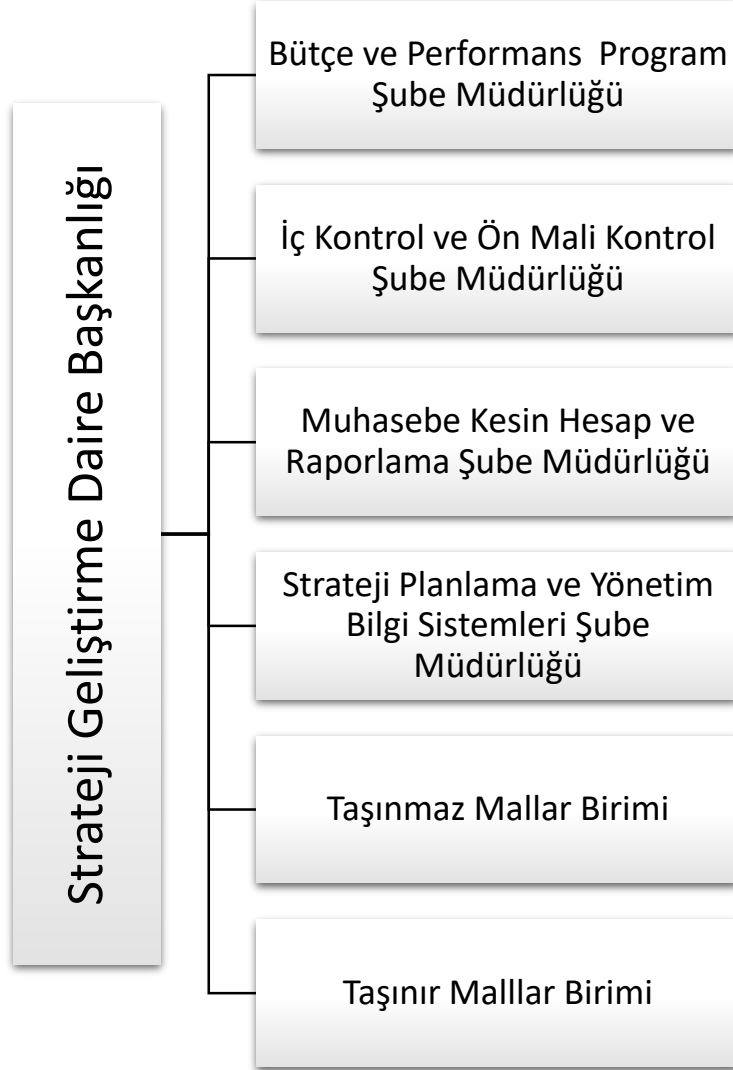 Strateji Geliştirme Daire Başkanlığı
Bütçe ve Performans  Program
Şube Müdürlüğü
İç Kontrol ve Ön Mali Kontrol
Şube Müdürlüğü
Muhasebe Kesin Hesap ve
Raporlama Şube Müdürlüğü
Strateji Planlama ve Yönetim
Bilgi Sistemleri Şube
Müdürlüğü
Taşınmaz Mallar Birimi
Taşınır Malllar Birimi